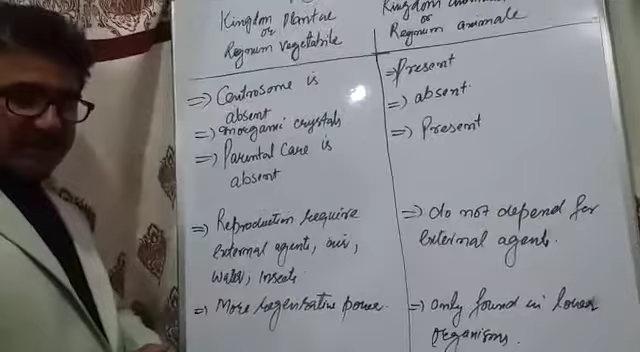 Kingdom Plantae
or
Regnum vegetabile
Kingdom
or
Regnum animale
=) Centrosome is
absent
=) Present
=) inorganic crystals
=) absent.
=) Parental Care is
absent
=) Present
=) Reproduction require
External agents, air,
water, insects.
=) do not depend for
External agents.
=) More regenrative power.
=) Only found in lower
Organisms.